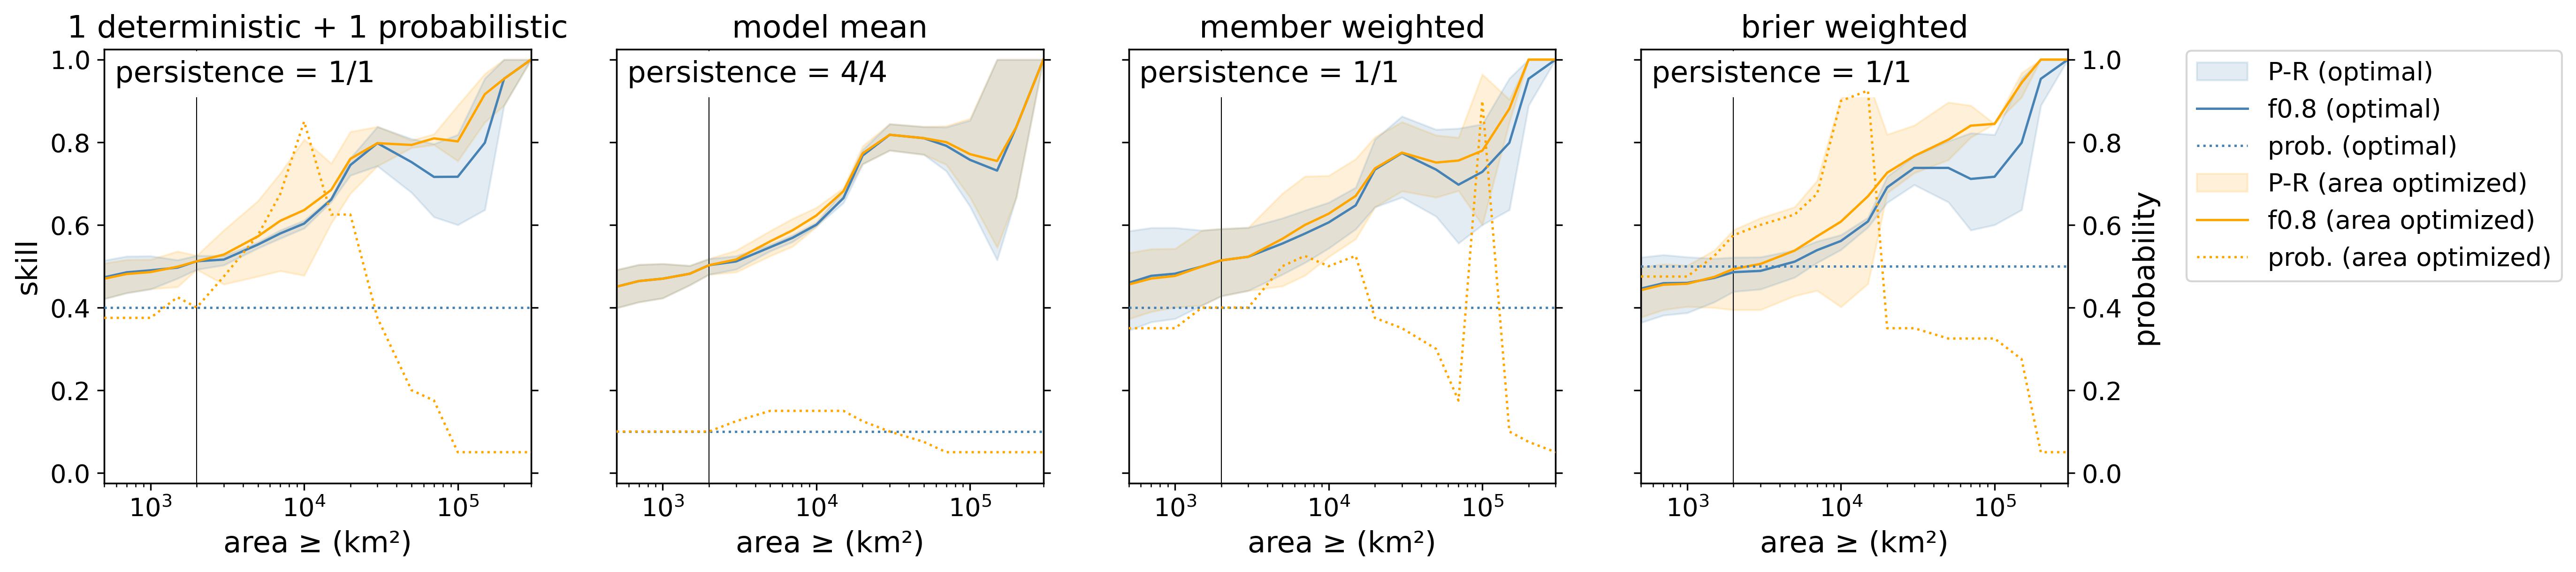 1 deterministic + 1 probabilistic
model mean
member weighted
brier weighted
persistence = 1/1
persistence = 4/4
persistence = 1/1
persistence = 1/1
skill
1.0
0.8
0.6
0.4
0.2
0.0
10³
10⁴
10⁵
area ≥ (km²)
10³
10⁴
10⁵
area ≥ (km²)
10³
10⁴
10⁵
area ≥ (km²)
10³
10⁴
10⁵
area ≥ (km²)
1.0
0.8
0.6
0.4
0.2
0.0
probability
P-R (optimal)
f0.8 (optimal)
prob. (optimal)
P-R (area optimized)
f0.8 (area optimized)
prob. (area optimized)